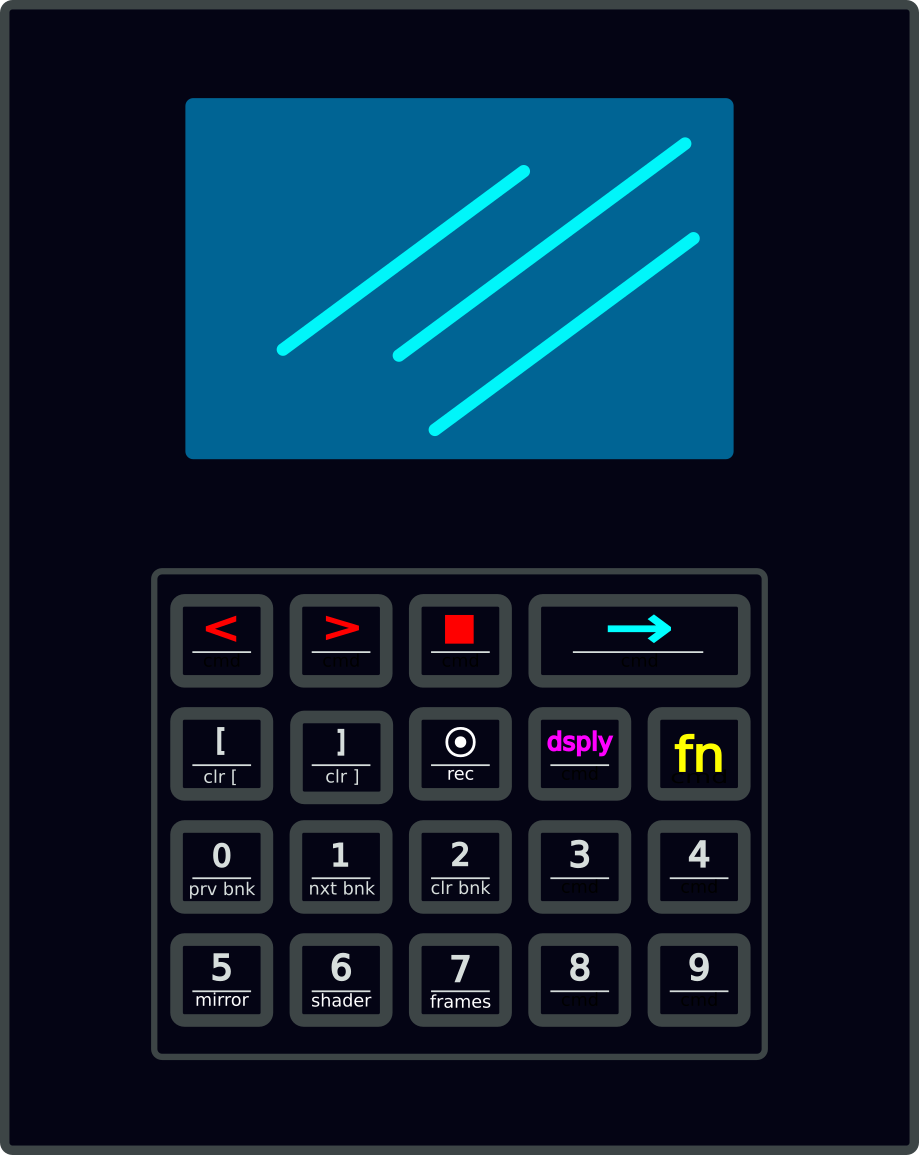 < > ■ →
cmd cmd cmd cmd
[ ] dsply fn
clr [ clr ] rec cmd
0 1 2 3 4
prv bnk nxt bnk clr bnk cmd cmd
5 6 7 8 9
mirror shader frames cmd cmd